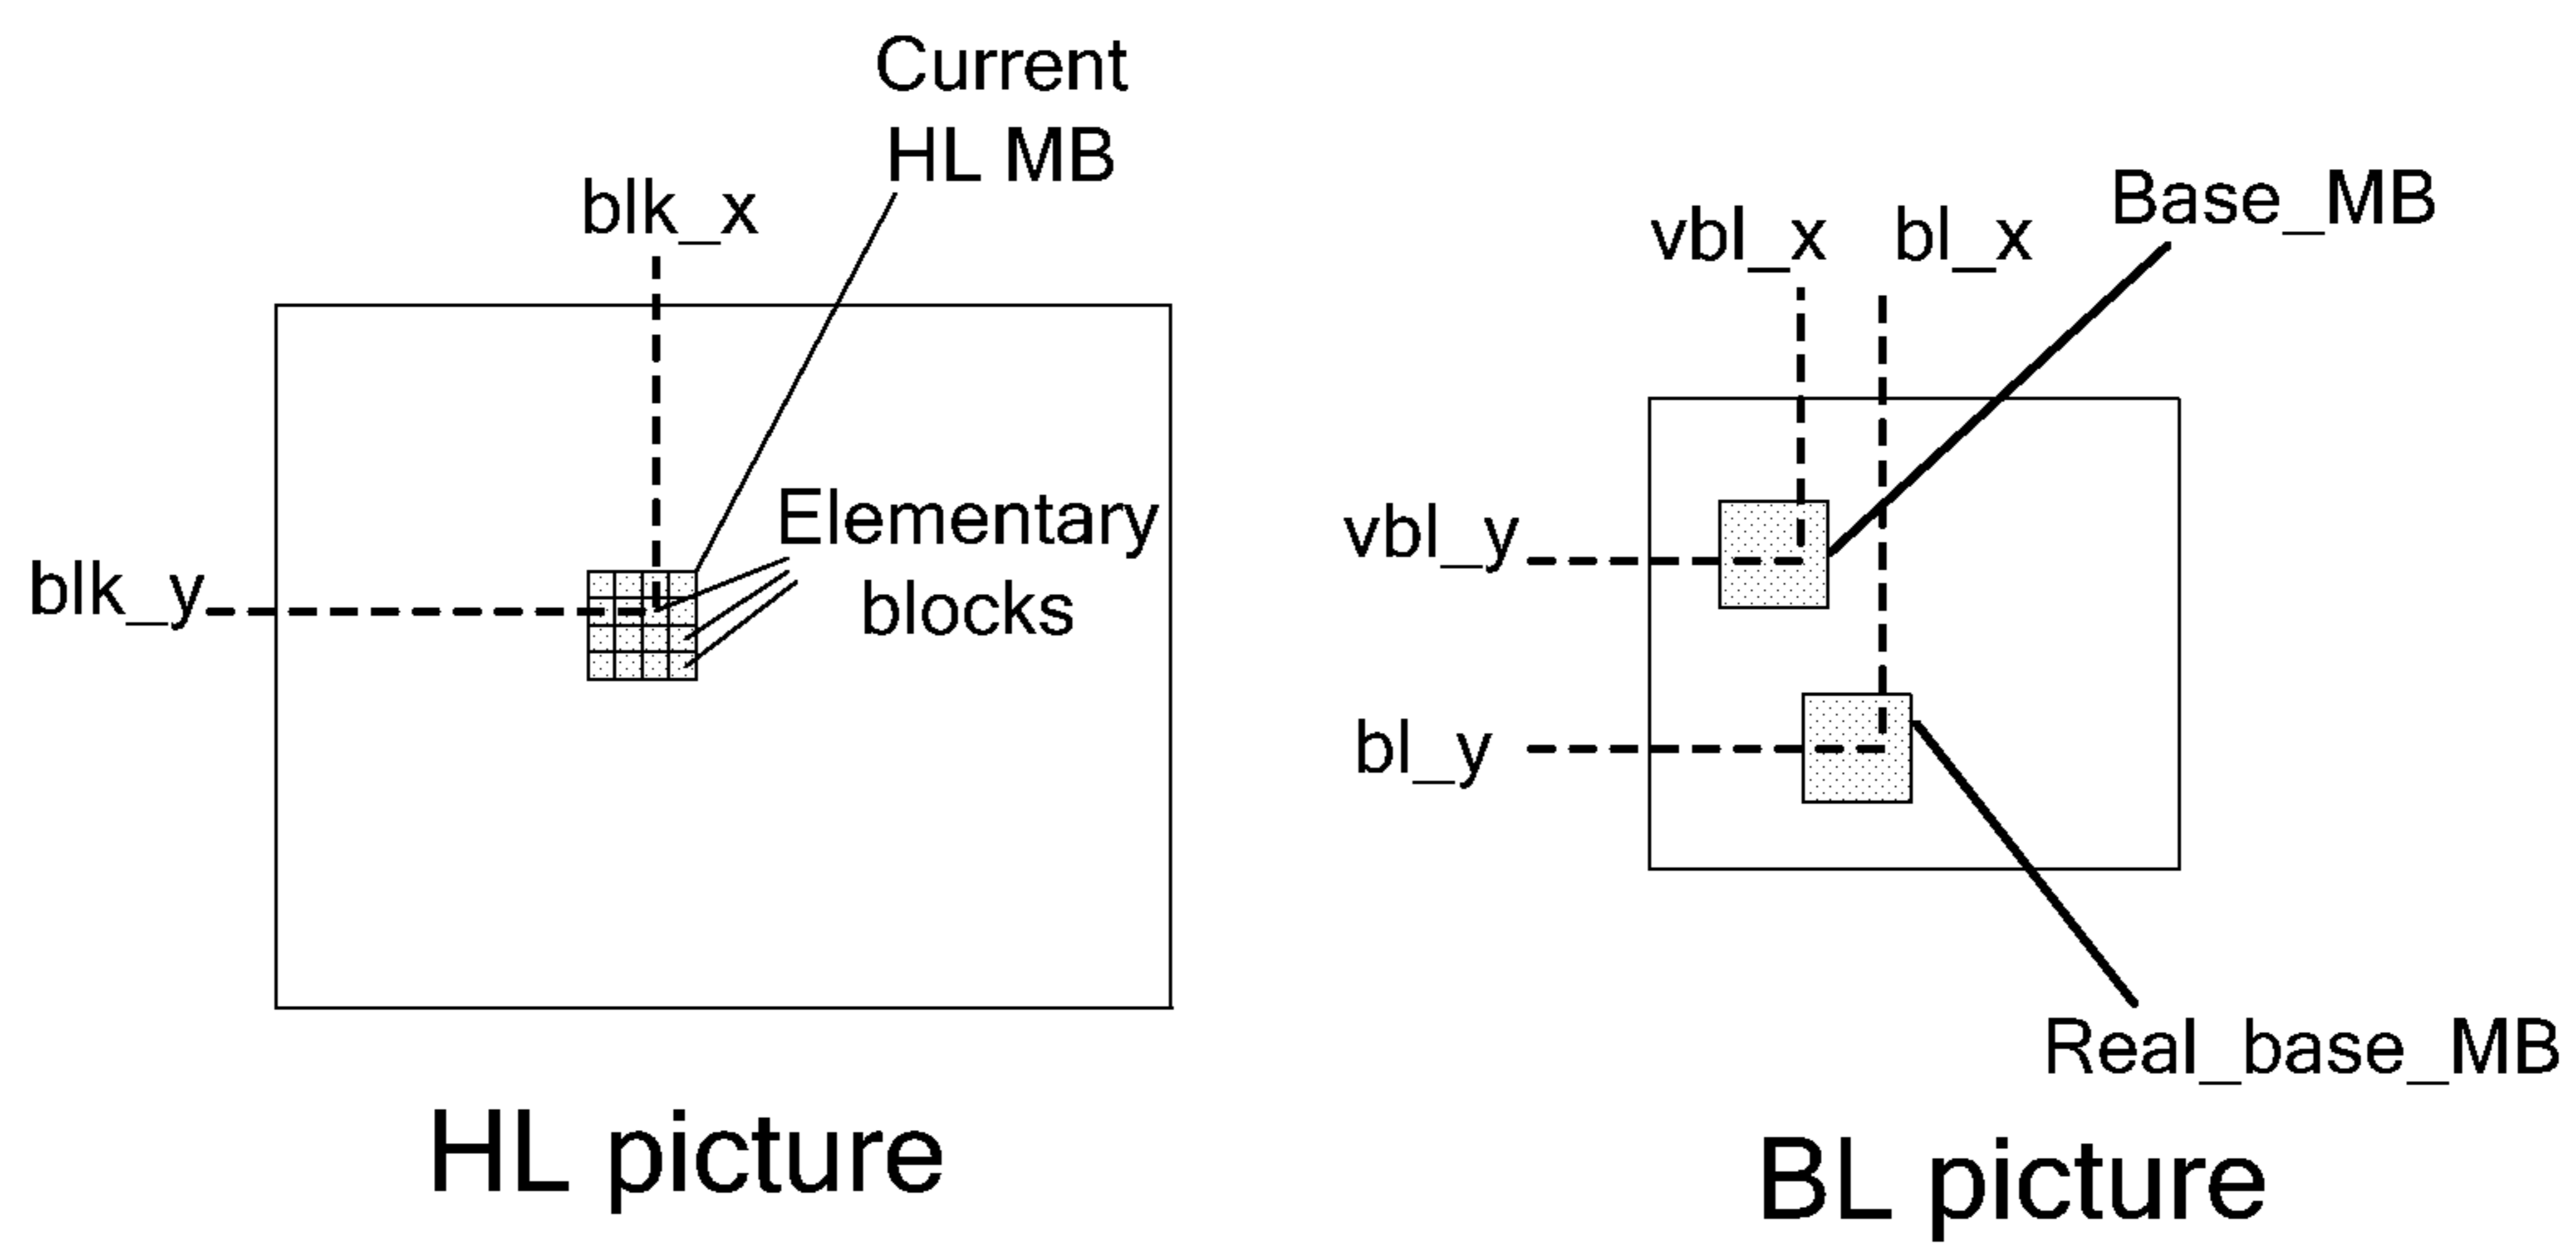 Current
HL MB
blk_x
blk_y
Elementary
blocks
HL picture
Base_MB
vbl_x
bl_x
vbl_y
bl_y
Real_base_MB
BL picture